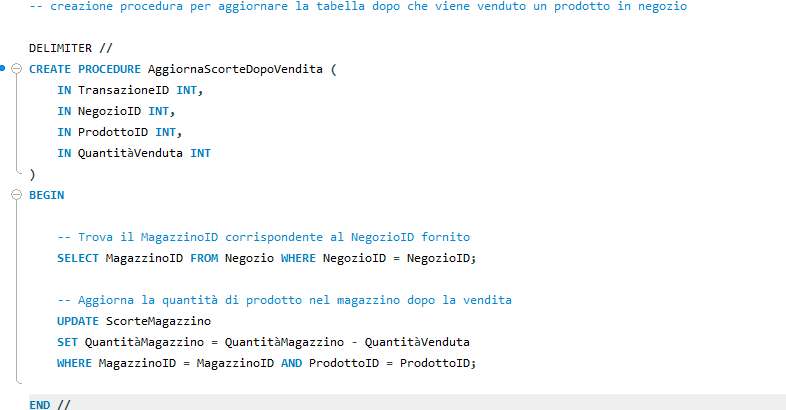 -- creazione procedura per aggiornare la tabella dopo che viene venduto un prodotto in negozio
DELIMITER //
CREATE PROCEDURE AggiornaScorteDopoVendita (
IN TransazioneID INT,
IN NegozioID INT,
IN ProdottoID INT,
IN QuantitàVenduta INT
)
BEGIN
-- Trova il MagazzinoID corrispondente al NegozioID fornito
SELECT MagazzinoID FROM Negozio WHERE NegozioID = NegozioID;
-- Aggiorna la quantità di prodotto nel magazzino dopo la vendita
UPDATE ScorteMagazzino
SET QuantitàMagazzino = QuantitàMagazzino - QuantitàVenduta
WHERE MagazzinoID = MagazzinoID AND ProdottoID = ProdottoID;
END //